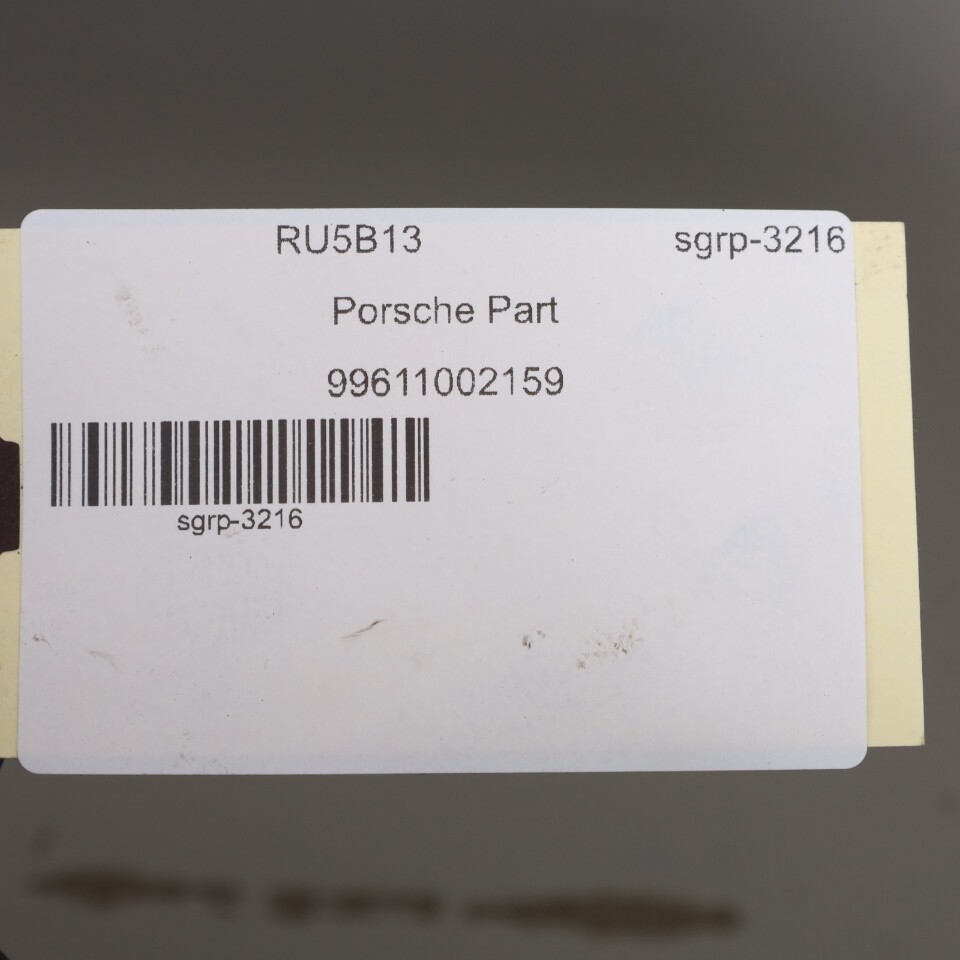 RU5B13 sgrp-3216
Porsche Part
99611002159
sgrp-3216